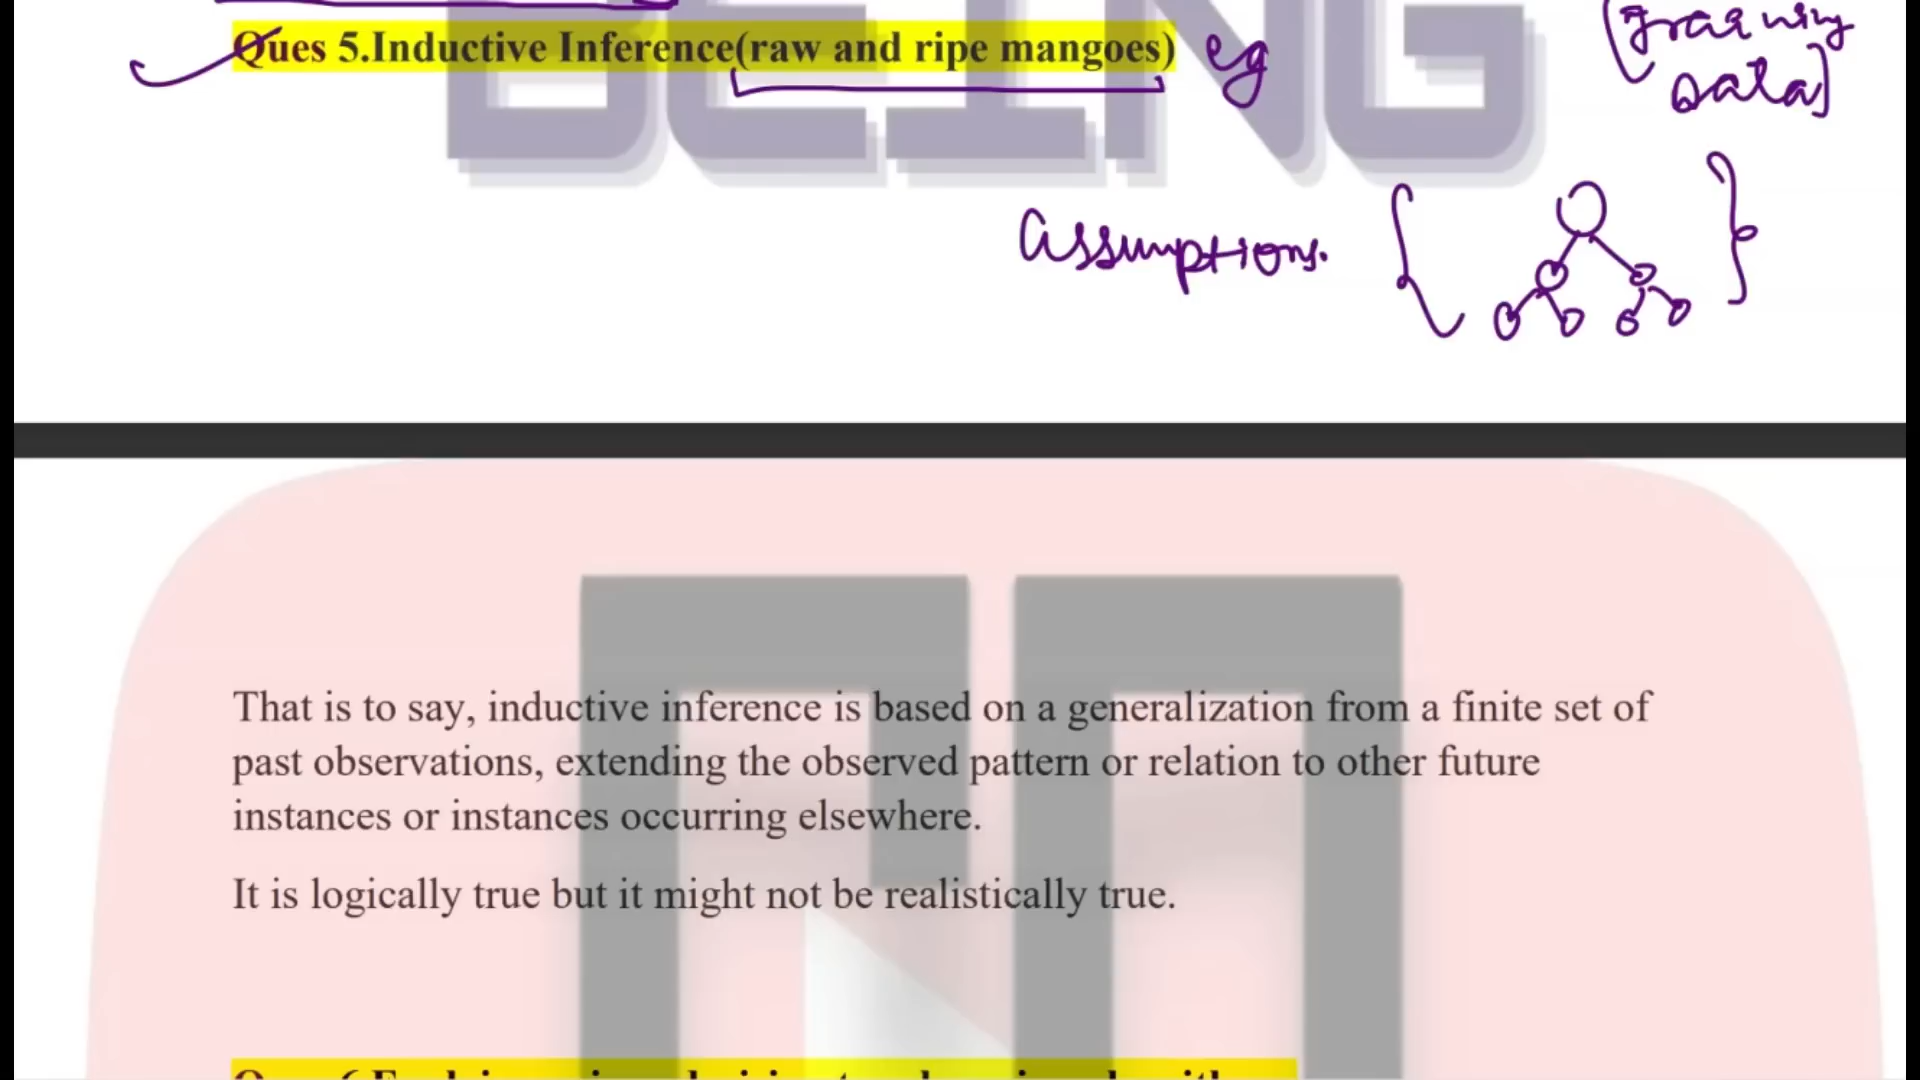 Ques 5.Inductive Inference(raw and ripe mangoes) eg
[Training
Data]
BEING
Assumptions.
That is to say, inductive inference is based on a generalization from a finite set of
past observations, extending the observed pattern or relation to other future
instances or instances occurring elsewhere.
It is logically true but it might not be realistically true.